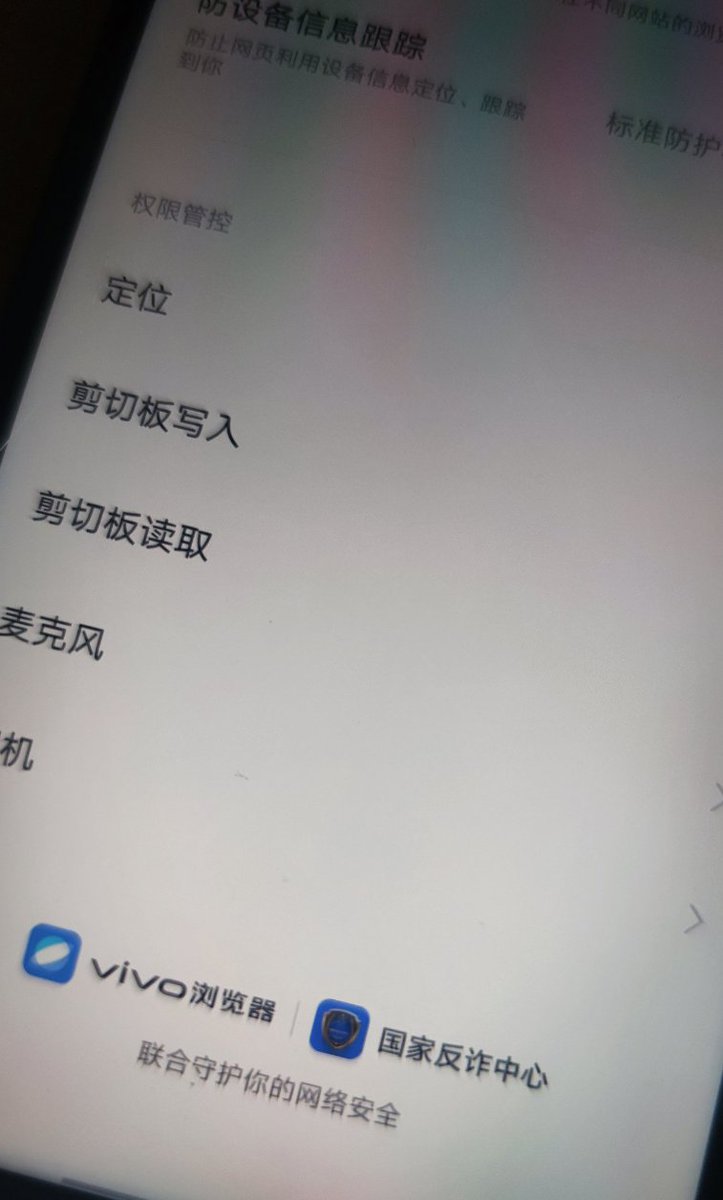 防设备信息跟踪
防止网页利用设备信息定位、跟踪
到你
标准防护
权限管控
定位
剪切板写入
剪切板读取
麦克风
机
vivo浏览器
国家反诈中心
联合守护你的网络安全